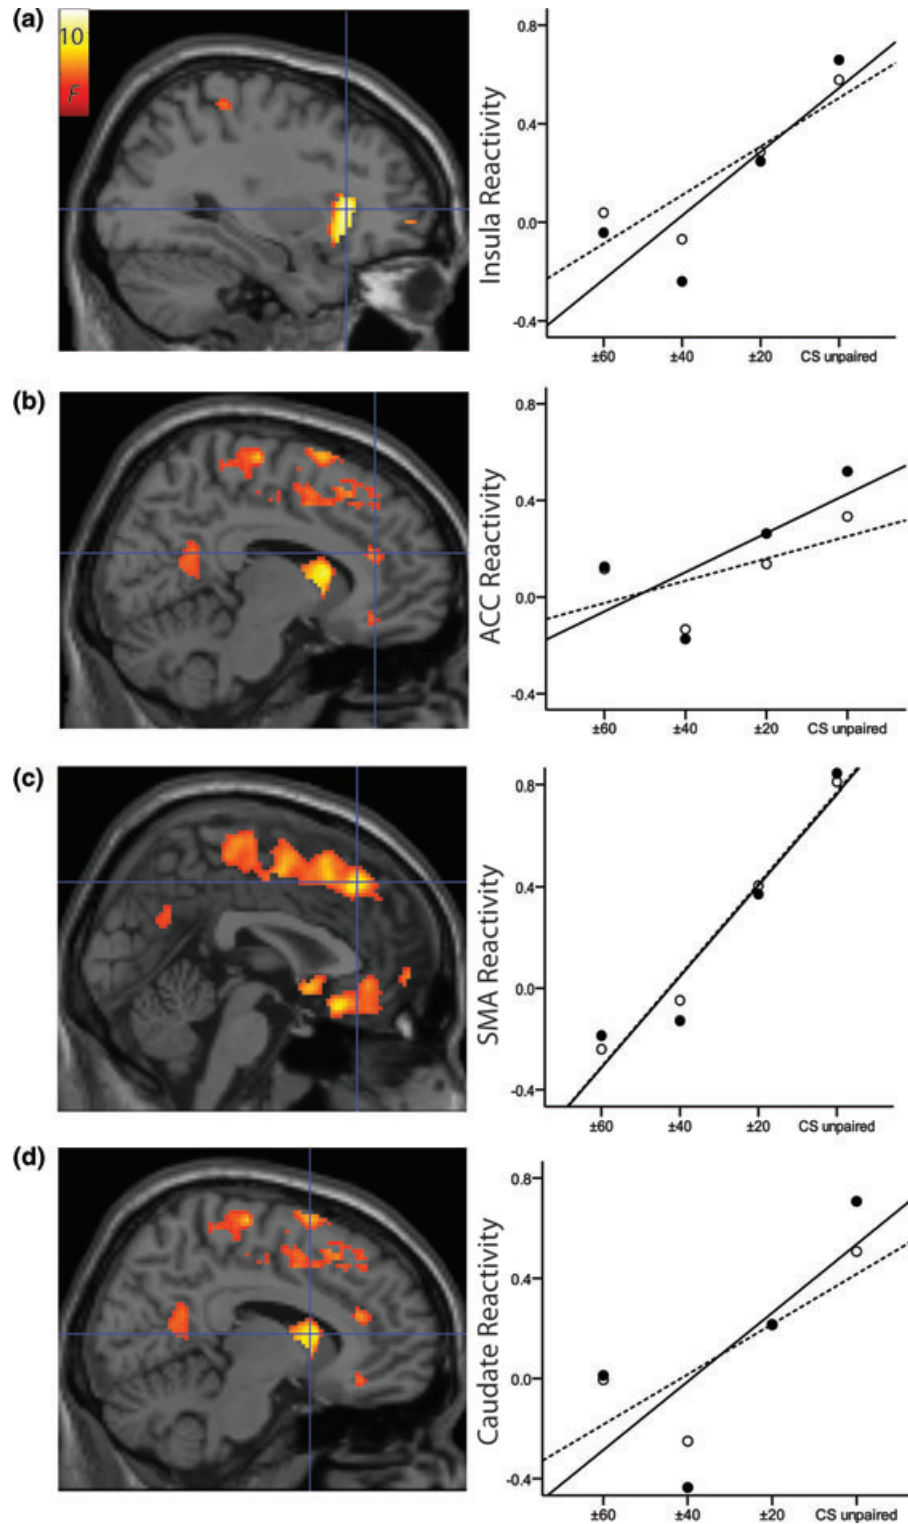 (a)
10
F
Insula Reactivity
0.8
0.4
0.0
-0.4
±60 ±40 ±20 CS unpaired
(b)
ACC Reactivity
0.8
0.4
0.0
-0.4
±60 ±40 ±20 CS unpaired
(c)
SMA Reactivity
0.8
0.4
0.0
-0.4
±60 ±40 ±20 CS unpaired
(d)
Caudate Reactivity
0.8
0.4
0.0
-0.4
±60 ±40 ±20 CS unpaired